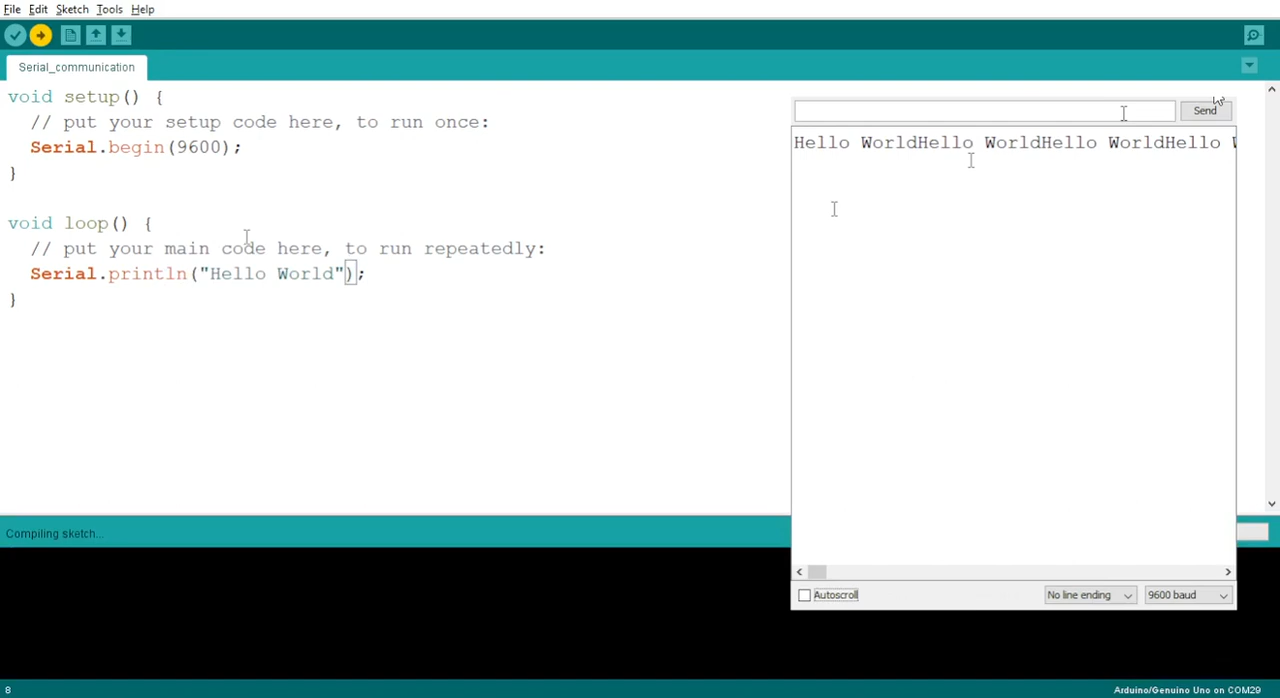 File Edit Sketch Tools Help
Serial_communication
void setup() {
// put your setup code here, to run once:
Serial.begin(9600);
}
void loop() {
// put your main code here, to run repeatedly:
Serial.println("Hello World");
}
Send
Hello WorldHello WorldHello WorldHello
Autoscroll
No line ending
9600 baud
Compiling sketch...
8
Arduino/Genuino Uno on COM29